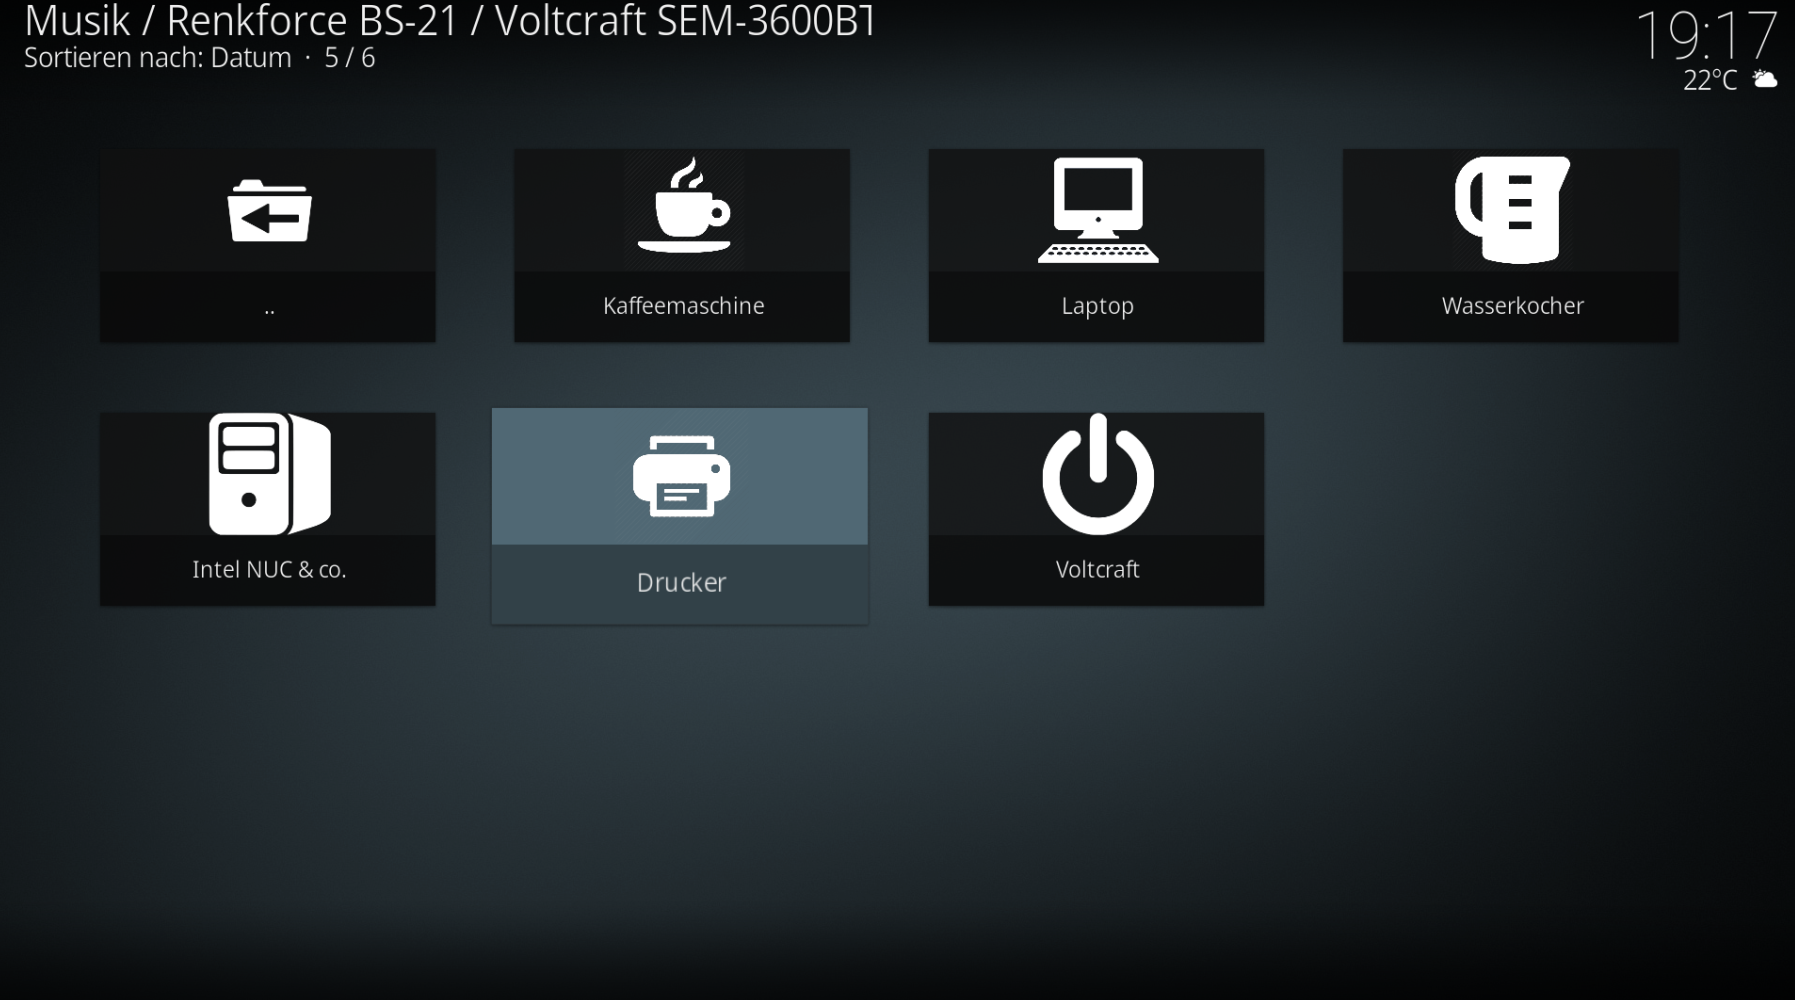 Musik / Renkforce BS-21 / Voltcraft SEM-3600BT
Sortieren nach: Datum · 5 / 6
19:17
22°C
..
Kaffeemaschine
Laptop
Wasserkocher
Intel NUC & co.
Drucker
Voltcraft